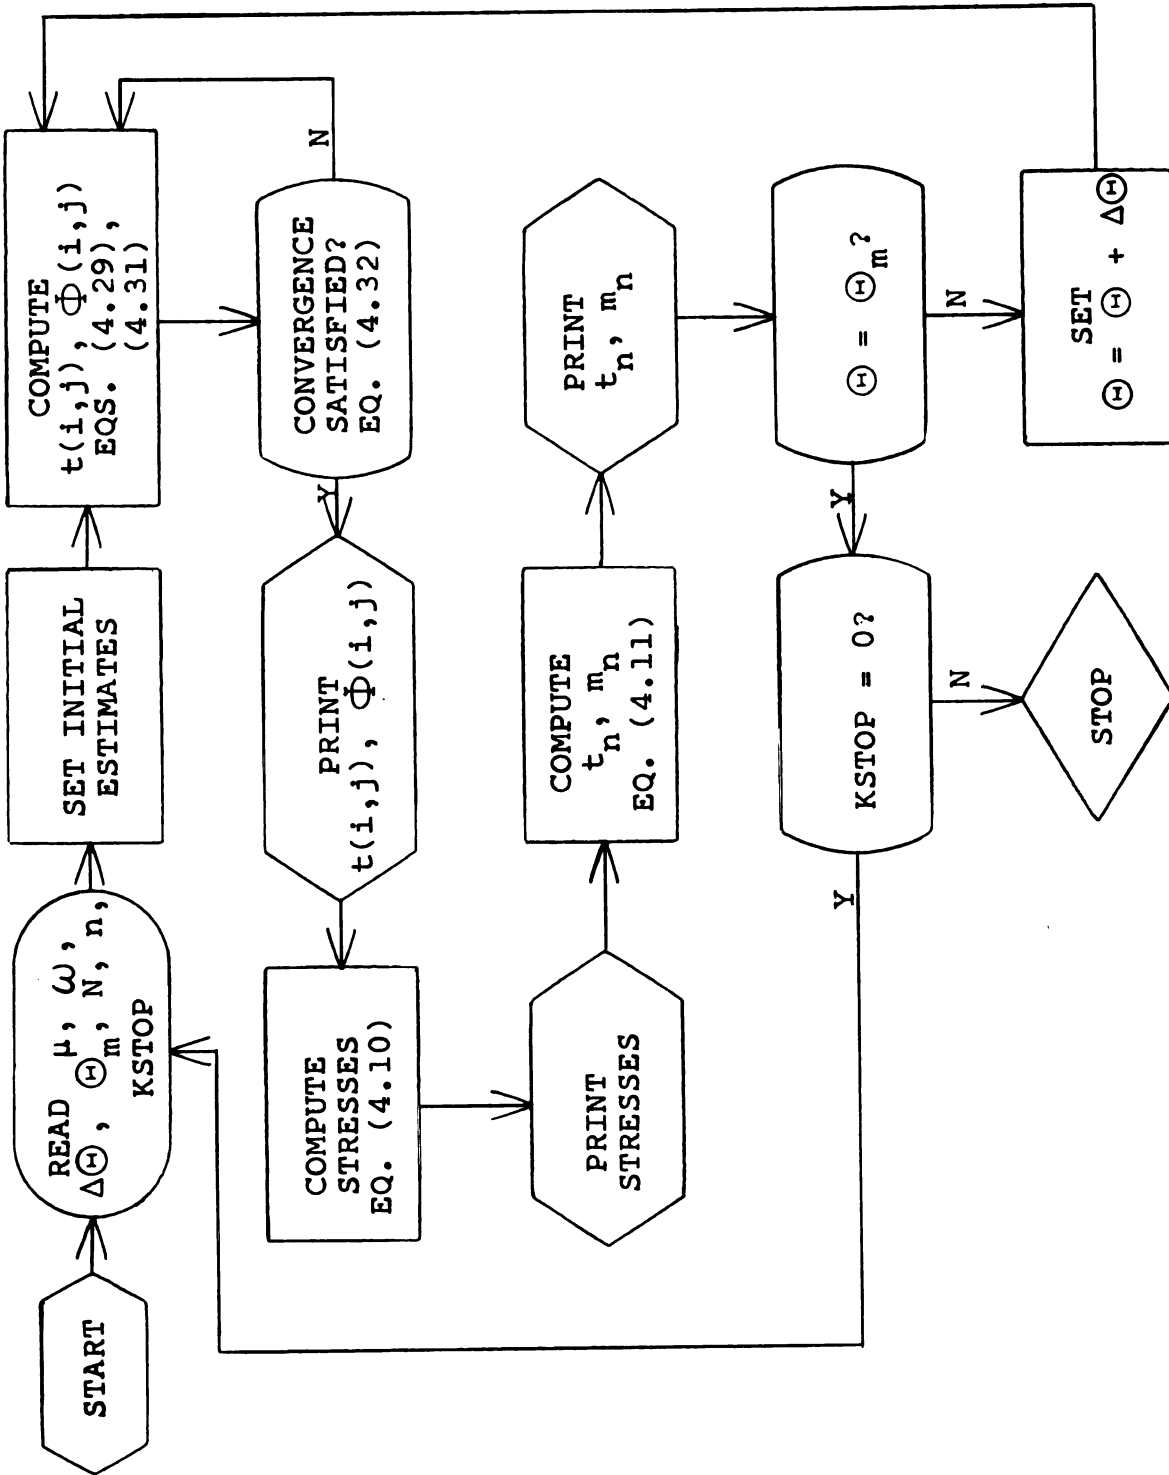 START
READ μ, ω,
ΔΘ, Θm, N, n,
KSTOP
SET INITIAL
ESTIMATES
COMPUTE
t(i,j), Φ(i,j)
EQS. (4.29),
(4.31)
CONVERGENCE
SATISFIED?
EQ. (4.32)
N
Y
PRINT
t(i,j), Φ(i,j)
COMPUTE
STRESSES
EQ. (4.10)
PRINT
STRESSES
COMPUTE
tn, mn
EQ. (4.11)
PRINT
tn, mn
Θ = Θm?
N
Y
SET
Θ = Θ + ΔΘ
KSTOP = 0?
Y
N
STOP